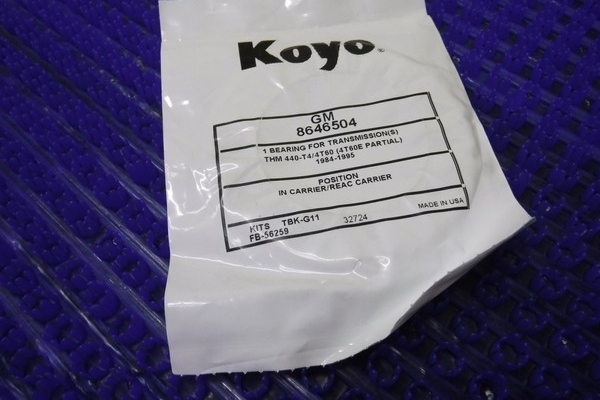 Koyo®
GM
8646504
1 BEARING FOR TRANSMISSION(S)
THM 440-T4/4T60 (4T60E PARTIAL)
1984-1995
POSITION
IN CARRIER/REAC CARRIER
KITS TBK-G11 32724 MADE IN USA
FB-56259